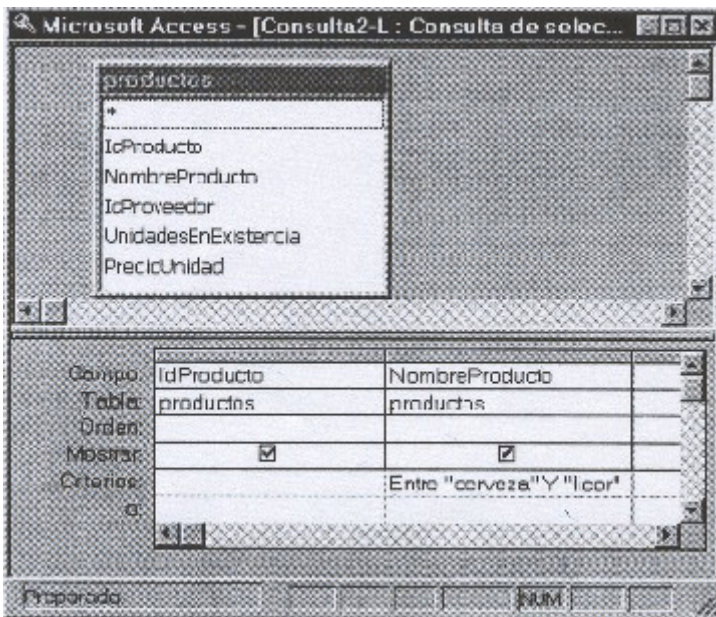 Microsoft Access - [Consulta2-L : Consulta de selec...
productos
*
IdProducto
NombreProducto
IdProveedor
UnidadesEnExistencia
PrecioUnidad
Campo: IdProducto NombreProducto
Tabla: productos productos
Orden:
Mostrar:
Criterios: Entre "cerveza" Y "licor"
o:
Preparado NUM